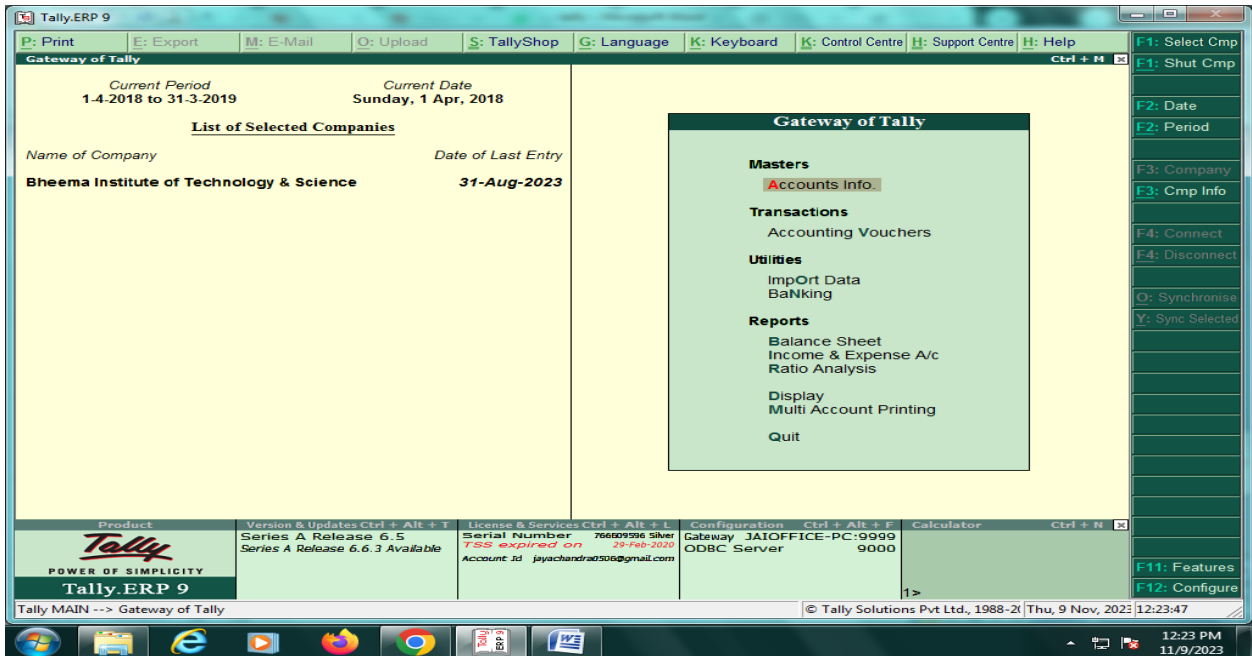 Tally.ERP 9
P: Print E: Export M: E-Mail O: Upload S: TallyShop G: Language K: Keyboard K: Control Centre H: Support Centre H: Help
Gateway of Tally Ctrl + M
Current Period Current Date
1-4-2018 to 31-3-2019 Sunday, 1 Apr, 2018
List of Selected Companies
Name of Company Date of Last Entry
Bheema Institute of Technology & Science 31-Aug-2023
Gateway of Tally
Masters
Accounts Info.
Transactions
Accounting Vouchers
Utilities
ImpOrt Data
BaNking
Reports
Balance Sheet
Income & Expense A/c
Ratio Analysis
Display
Multi Account Printing
Quit
F1: Select Cmp
F1: Shut Cmp
F2: Date
F2: Period
F3: Company
F3: Cmp Info
F4: Connect
F4: Disconnect
O: Synchronise
Y: Sync Selected
F11: Features
F12: Configure
Product
Tally
POWER OF SIMPLICITY
Tally.ERP 9
Version & Updates Ctrl + Alt + T
Series A Release 6.5
Series A Release 6.6.3 Available
License & Services Ctrl + Alt + L
Serial Number 766609596 Silver
TSS expired on 29-Feb-2020
Account Id jayachandra0506@gmail.com
Configuration Ctrl + Alt + F
Gateway JAIOFFICE-PC:9999
ODBC Server 9000
Calculator Ctrl + N
1>
Tally MAIN --> Gateway of Tally © Tally Solutions Pvt Ltd., 1988-20 Thu, 9 Nov, 2023 12:23:47
Tally ERP 9
12:23 PM
11/9/2023